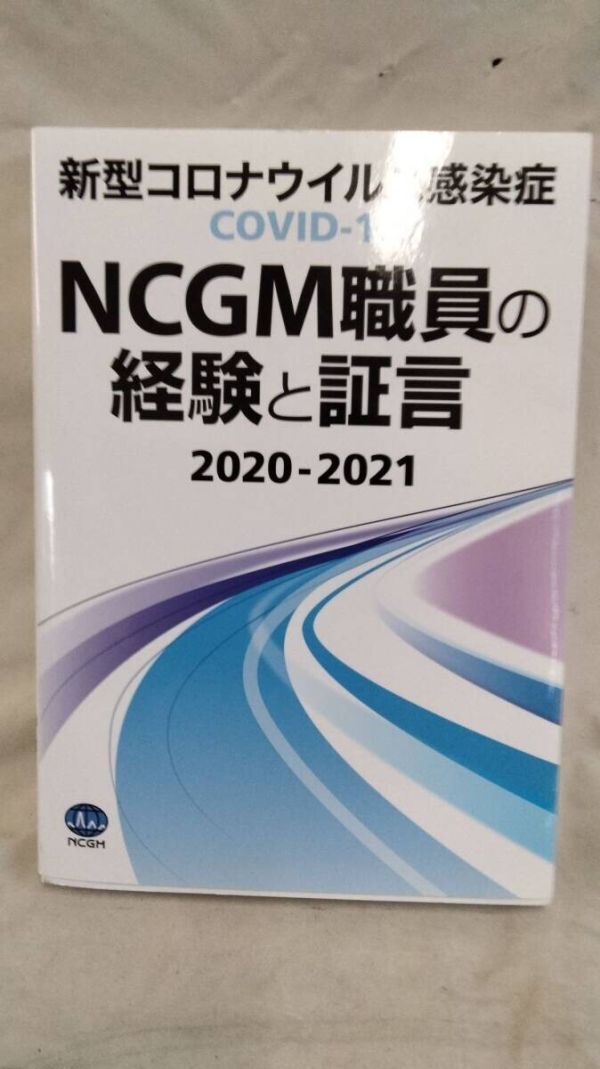 新型コロナウイル 感染症
COVID-1
NCGM職員の
経験と証言
2020-2021
NCGM